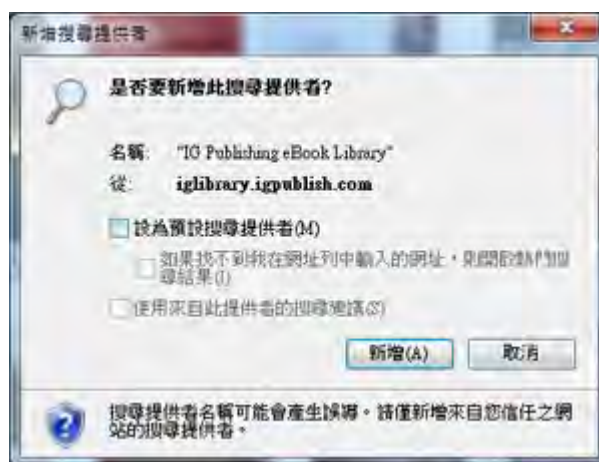 新增搜尋提供者
是否要新增此搜尋提供者?
名稱: "IG Publishing eBook Library"
從: iglibrary.igpublish.com
設為預設搜尋提供者(M)
如果找不到我在網址列中輸入的網址，則開啟熱門搜
尋結果(I)
使用來自此提供者的搜尋建議(S)
新增(A) 取消
搜尋提供者名稱可能會產生誤導。請僅新增來自您信任之網
站的搜尋提供者。